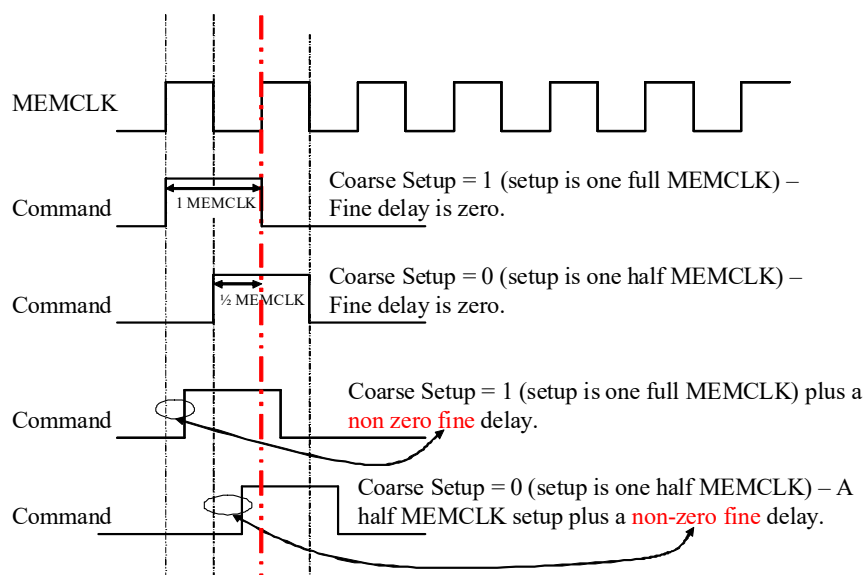 MEMCLK
Coarse Setup = 1 (setup is one full MEMCLK) –
Fine delay is zero.
1 MEMCLK
Command
Coarse Setup = 0 (setup is one half MEMCLK) –
Fine delay is zero.
½ MEMCLK
Command
Coarse Setup = 1 (setup is one full MEMCLK) plus a
non zero fine delay.
Command
Coarse Setup = 0 (setup is one half MEMCLK) – A
half MEMCLK setup plus a non-zero fine delay.
Command